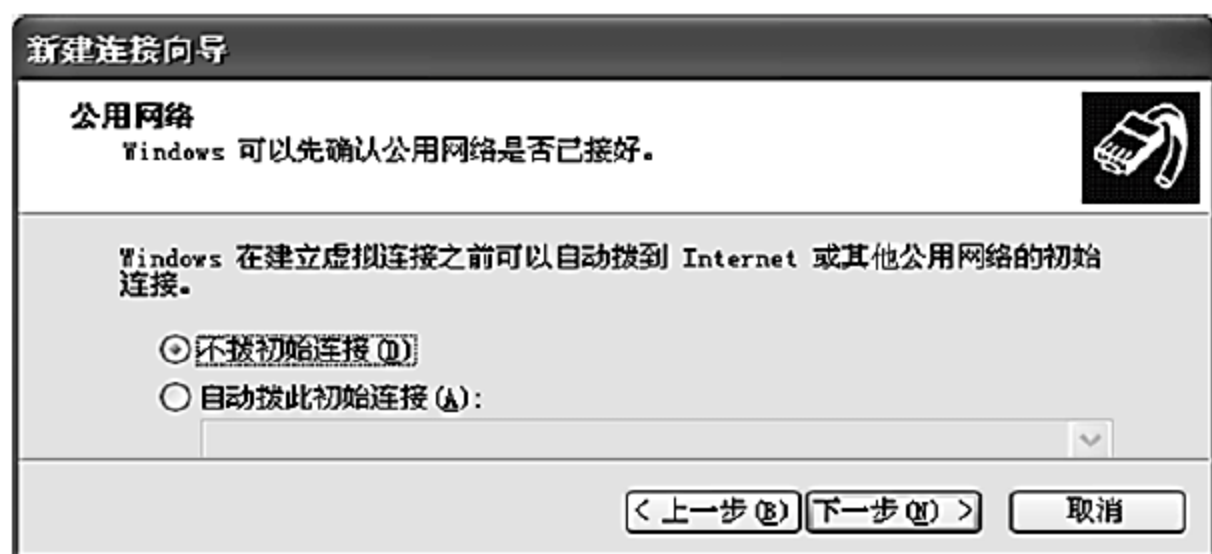 新建连接向导
公用网络
Windows 可以先确认公用网络是否已接好。
Windows 在建立虚拟连接之前可以自动拨到 Internet 或其他公用网络的初始
连接。
不拨初始连接(D)
自动拨此初始连接(A):
< 上一步(B) 下一步(N) > 取消